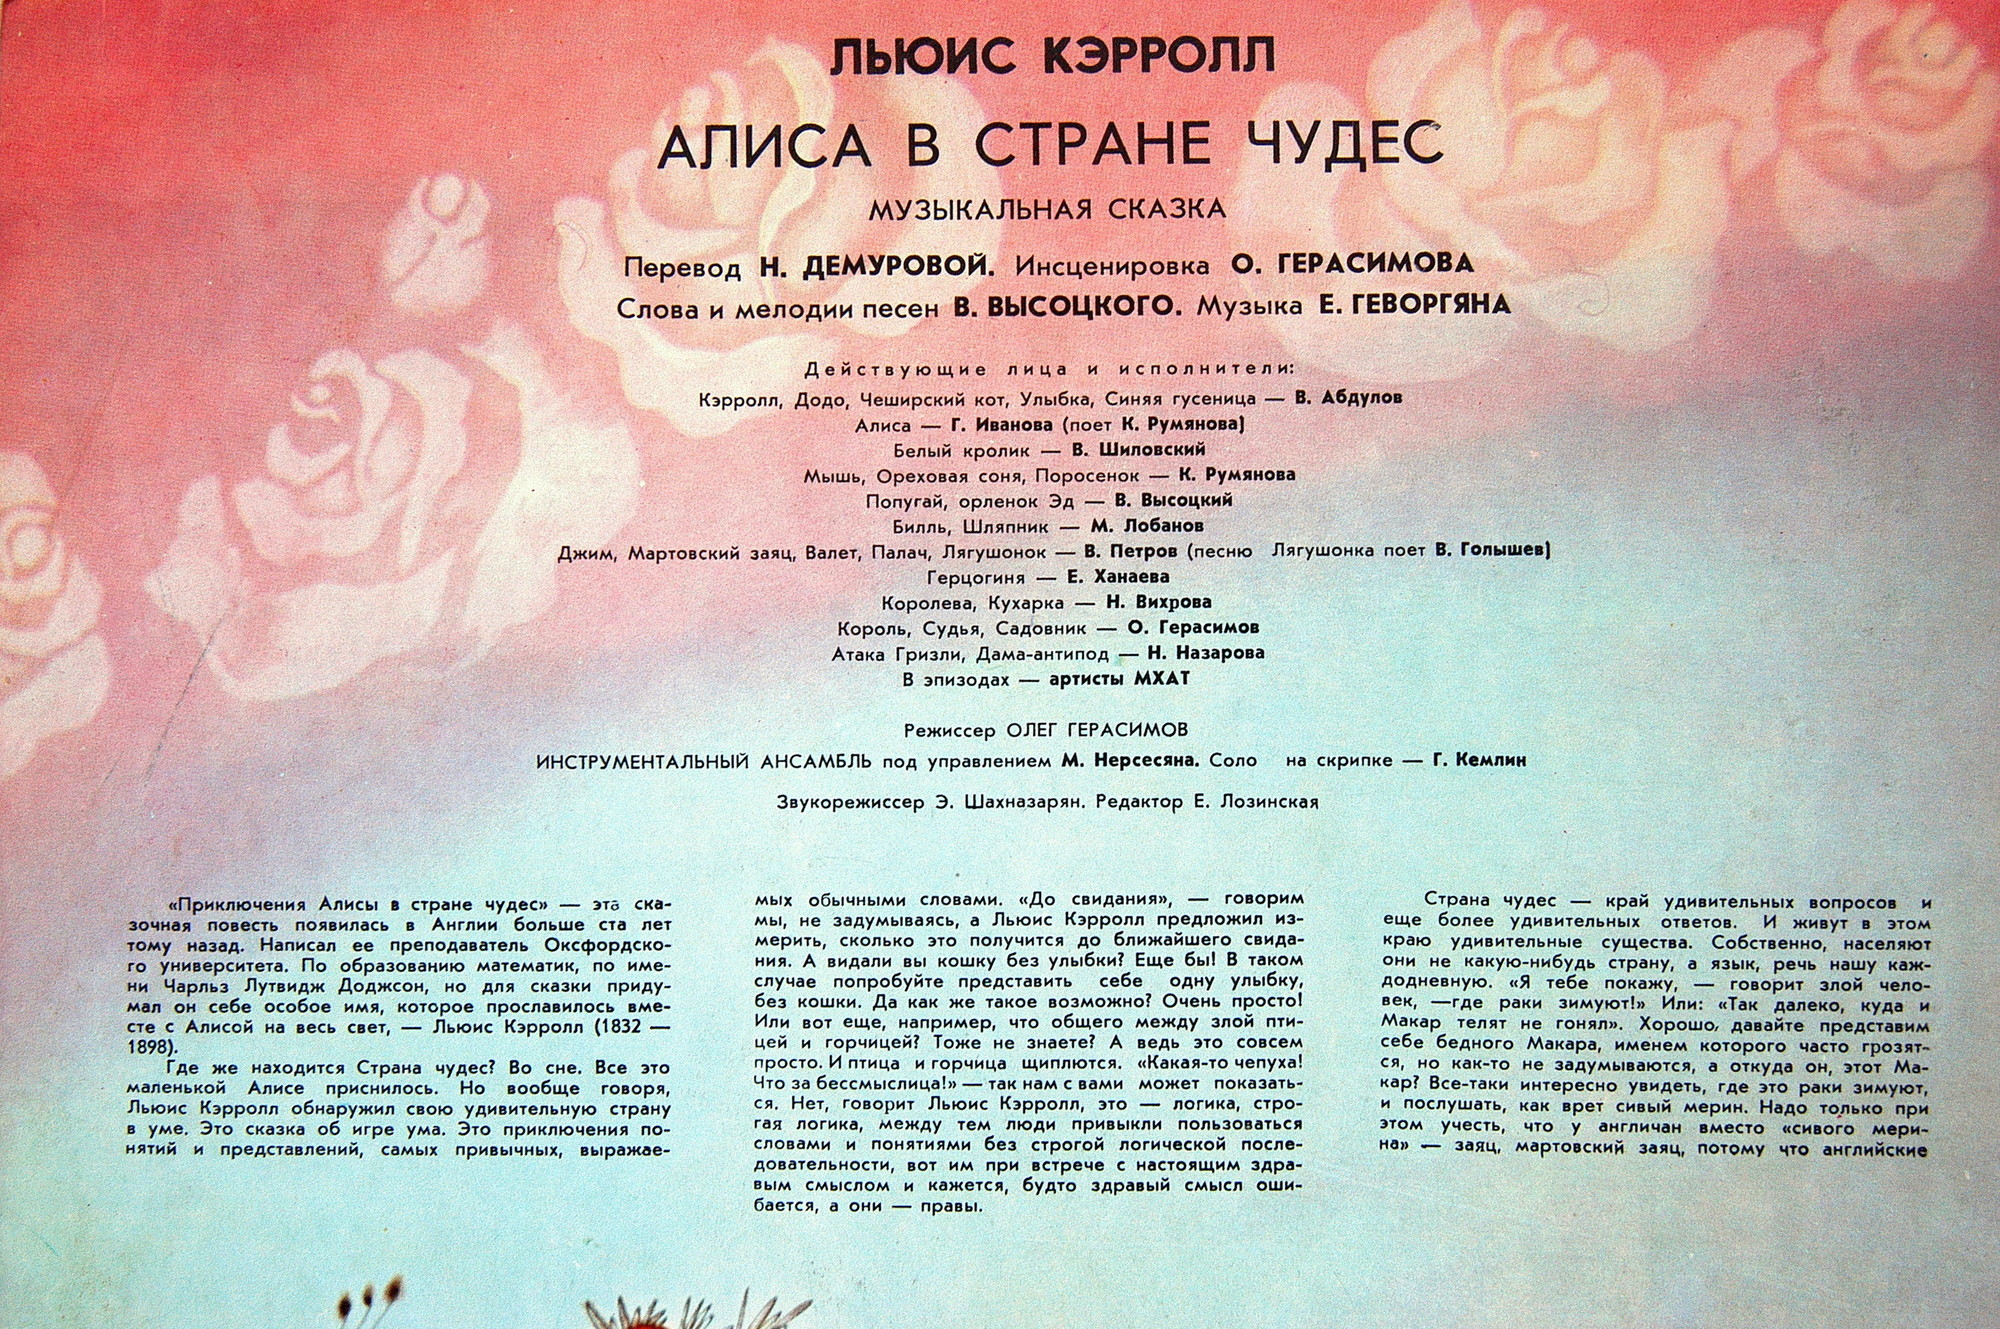 ЛЬЮИС КЭРРОЛЛ
АЛИСА В СТРАНЕ ЧУДЕС
МУЗЫКАЛЬНАЯ СКАЗКА
Перевод Н. ДЕМУРОВОЙ. Инсценировка О. ГЕРАСИМОВА
Слова и мелодии песен В. ВЫСОЦКОГО. Музыка Е. ГЕВОРГЯНА
Действующие лица и исполнители:
Кэрролл, Додо, Чеширский кот, Улыбка, Синяя гусеница — В. Абдулов
Алиса — Г. Иванова (поет К. Румянова)
Белый кролик — В. Шиловский
Мышь, Ореховая соня, Поросенок — К. Румянова
Попугай, орленок Эд — В. Высоцкий
Билль, Шляпник — М. Лобанов
Джим, Мартовский заяц, Валет, Палач, Лягушонок — В. Петров (песню Лягушонка поет В. Голышев)
Герцогиня — Е. Ханаева
Королева, Кухарка — Н. Вихрова
Король, Судья, Садовник — О. Герасимов
Атака Гризли, Дама-антипод — Н. Назарова
В эпизодах — артисты МХАТ
Режиссер ОЛЕГ ГЕРАСИМОВ
ИНСТРУМЕНТАЛЬНЫЙ АНСАМБЛЬ под управлением М. Нерсесяна. Соло на скрипке — Г. Кемлин
Звукорежиссер Э. Шахназарян. Редактор Е. Лозинская
«Приключения Алисы в стране чудес» — это ска-
зочная повесть появилась в Англии больше ста лет
тому назад. Написал ее преподаватель Оксфордско-
го университета. По образованию математик, по име-
ни Чарльз Лутвидж Доджсон, но для сказки приду-
мал он себе особое имя, которое прославилось вме-
сте с Алисой на весь свет, — Льюис Кэрролл (1832 —
1898).
Где же находится Страна чудес? Во сне. Все это
маленькой Алисе приснилось. Но вообще говоря,
Льюис Кэрролл обнаружил свою удивительную страну
в уме. Это сказка об игре ума. Это приключения по-
нятий и представлений, самых привычных, выражае-
мых обычными словами. «До свидания», — говорим
мы, не задумываясь, а Льюис Кэрролл предложил из-
мерить, сколько это получится до ближайшего свида-
ния. А видали вы кошку без улыбки? Еще бы! В таком
случае попробуйте представить себе одну улыбку,
без кошки. Да как же такое возможно? Очень просто!
Или вот еще, например, что общего между злой пти-
цей и горчицей? Тоже не знаете? А ведь это совсем
просто. И птица и горчица щиплются. «Какая-то чепуха!
Что за бессмыслица!» — так нам с вами может показать-
ся. Нет, говорит Льюис Кэрролл, это — логика, стро-
гая логика, между тем люди привыкли пользоваться
словами и понятиями без строгой логической после-
довательности, вот им при встрече с настоящим здра-
вым смыслом и кажется, будто здравый смысл оши-
бается, а они — правы.
Страна чудес — край удивительных вопросов и
еще более удивительных ответов. И живут в этом
краю удивительные существа. Собственно, населяют
они не какую-нибудь страну, а язык, речь нашу каж-
додневную. «Я тебе покажу, — говорит злой чело-
век, —где раки зимуют!» Или: «Так далеко, куда и
Макар телят не гонял». Хорошо, давайте представим
себе бедного Макара, именем которого часто грозят-
ся, но как-то не задумываются, а откуда он, этот Ма-
кар? Все-таки интересно увидеть, где это раки зимуют,
и послушать, как врет сивый мерин. Надо только при
этом учесть, что у англичан вместо «сивого мери-
на» — заяц, мартовский заяц, потому что английские